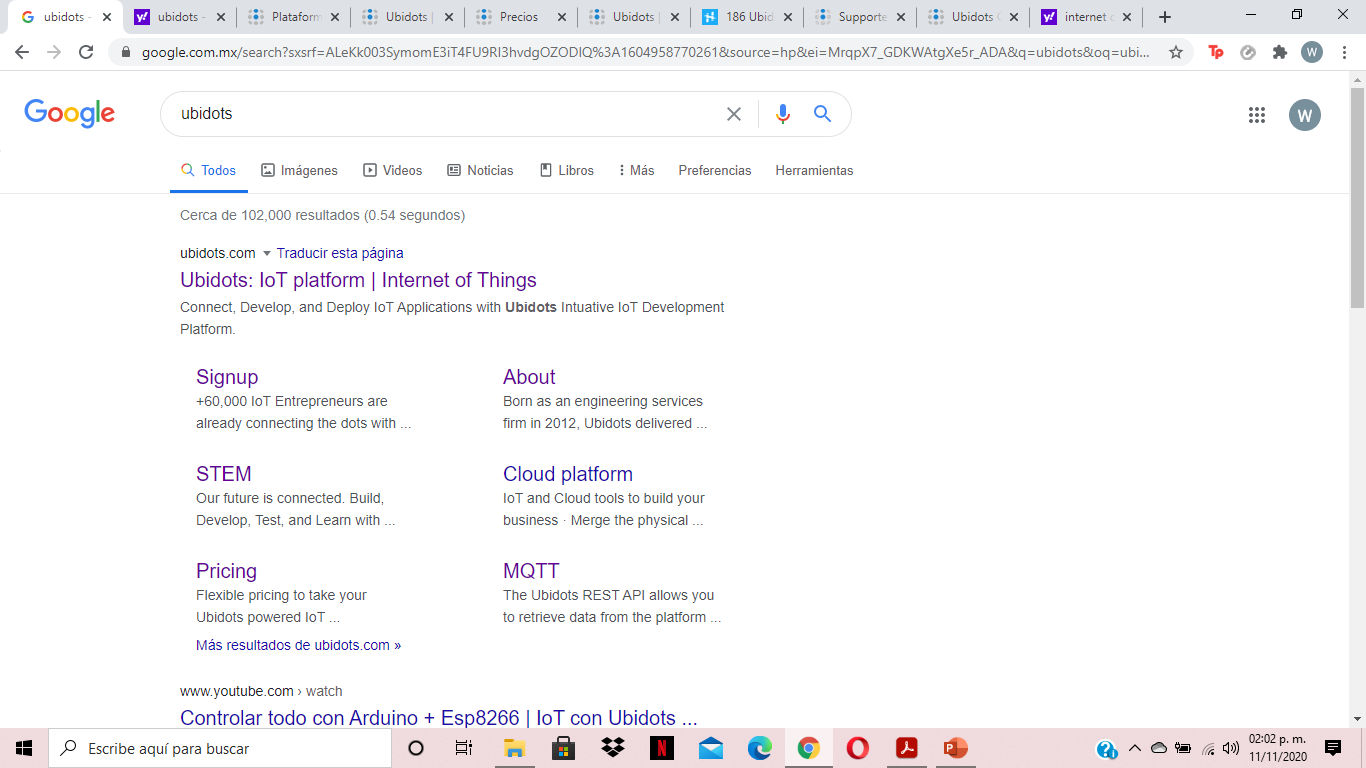 ubidots -
ubidots -
Plataform
Ubidots |
Precios
Ubidots |
186 Ubid
Supporte
Ubidots C
internet c
google.com.mx/search?sxsrf=ALeKk003SymomE3iT4FU9RI3hvdgOZODlQ%3A1604958770261&source=hp&ei=MrqpX7_GDKWAtgXe5r_ADA&q=ubidots&oq=ubi...
Tp
W
Google
ubidots
W
Todos
Imágenes
Videos
Noticias
Libros
Más
Preferencias
Herramientas
Cerca de 102,000 resultados (0.54 segundos)
ubidots.com Traducir esta página
Ubidots: IoT platform | Internet of Things
Connect, Develop, and Deploy IoT Applications with Ubidots Intuative IoT Development
Platform.
Signup
+60,000 IoT Entrepreneurs are
already connecting the dots with ...
About
Born as an engineering services
firm in 2012, Ubidots delivered ...
STEM
Our future is connected. Build,
Develop, Test, and Learn with ...
Cloud platform
IoT and Cloud tools to build your
business · Merge the physical ...
Pricing
Flexible pricing to take your
Ubidots powered IoT ...
MQTT
The Ubidots REST API allows you
to retrieve data from the platform ...
Más resultados de ubidots.com »
www.youtube.com › watch
Controlar todo con Arduino + Esp8266 | IoT con Ubidots ...
Escribe aquí para buscar
02:02 p. m.
11/11/2020